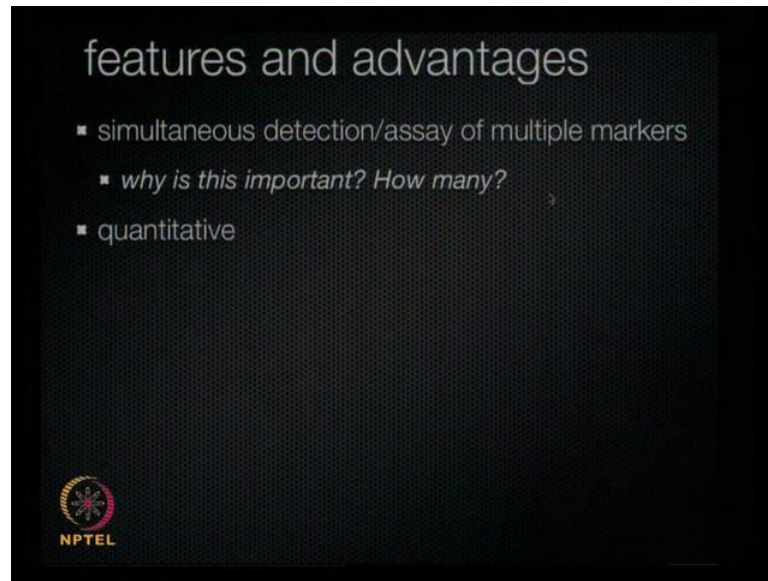 features and advantages
simultaneous detection/assay of multiple markers
why is this important? How many?
quantitative
NPTEL